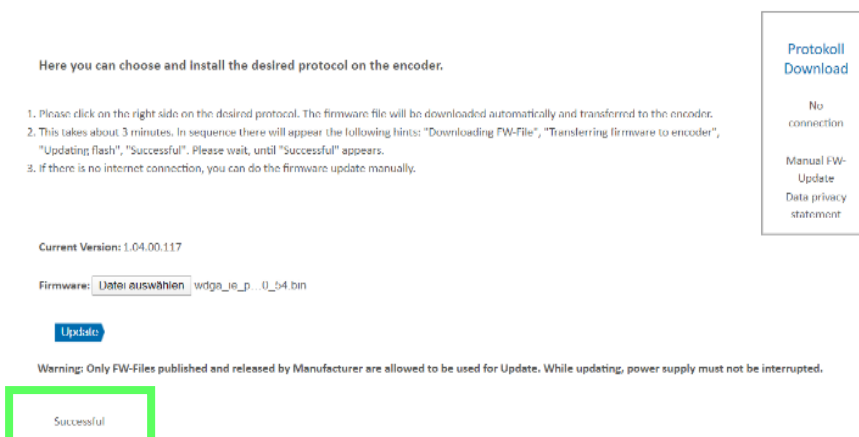 Here you can choose and install the desired protocol on the encoder.
1. Please click on the right side on the desired protocol. The firmware file will be downloaded automatically and transferred to the encoder.
2. This takes about 3 minutes. In sequence there will appear the following hints: "Downloading FW-File", "Transferring firmware to encoder",
"Updating flash", "Successful". Please wait, until "Successful" appears.
3. If there is no internet connection, you can do the firmware update manually.
Current Version: 1.04.00.117
Firmware: Datei auswählen wdga_ie_p...0_54.bin
Update
Warning: Only FW-Files published and released by Manufacturer are allowed to be used for Update. While updating, power supply must not be interrupted.
Successful
Protokoll
Download
No
connection
Manual FW-
Update
Data privacy
statement